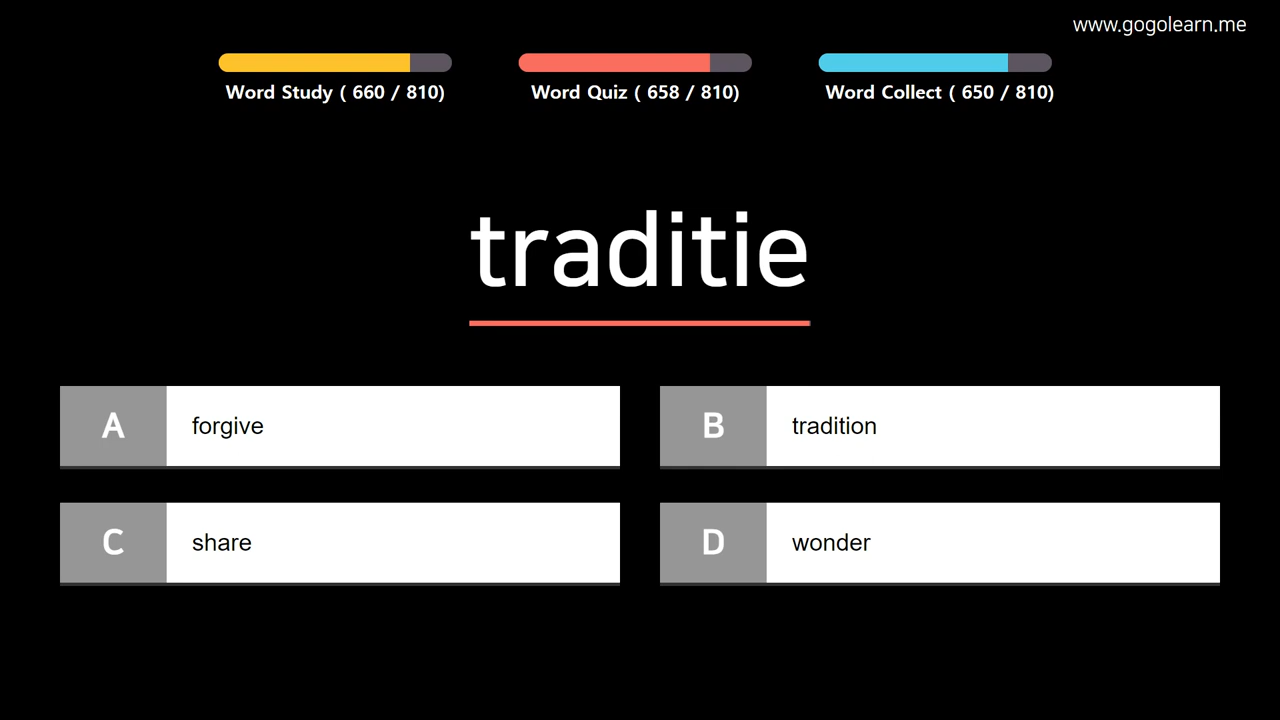 www.gogolearn.me
Word Study ( 660 / 810)
Word Quiz ( 658 / 810)
Word Collect ( 650 / 810)
traditie
A forgive
B tradition
C share
D wonder